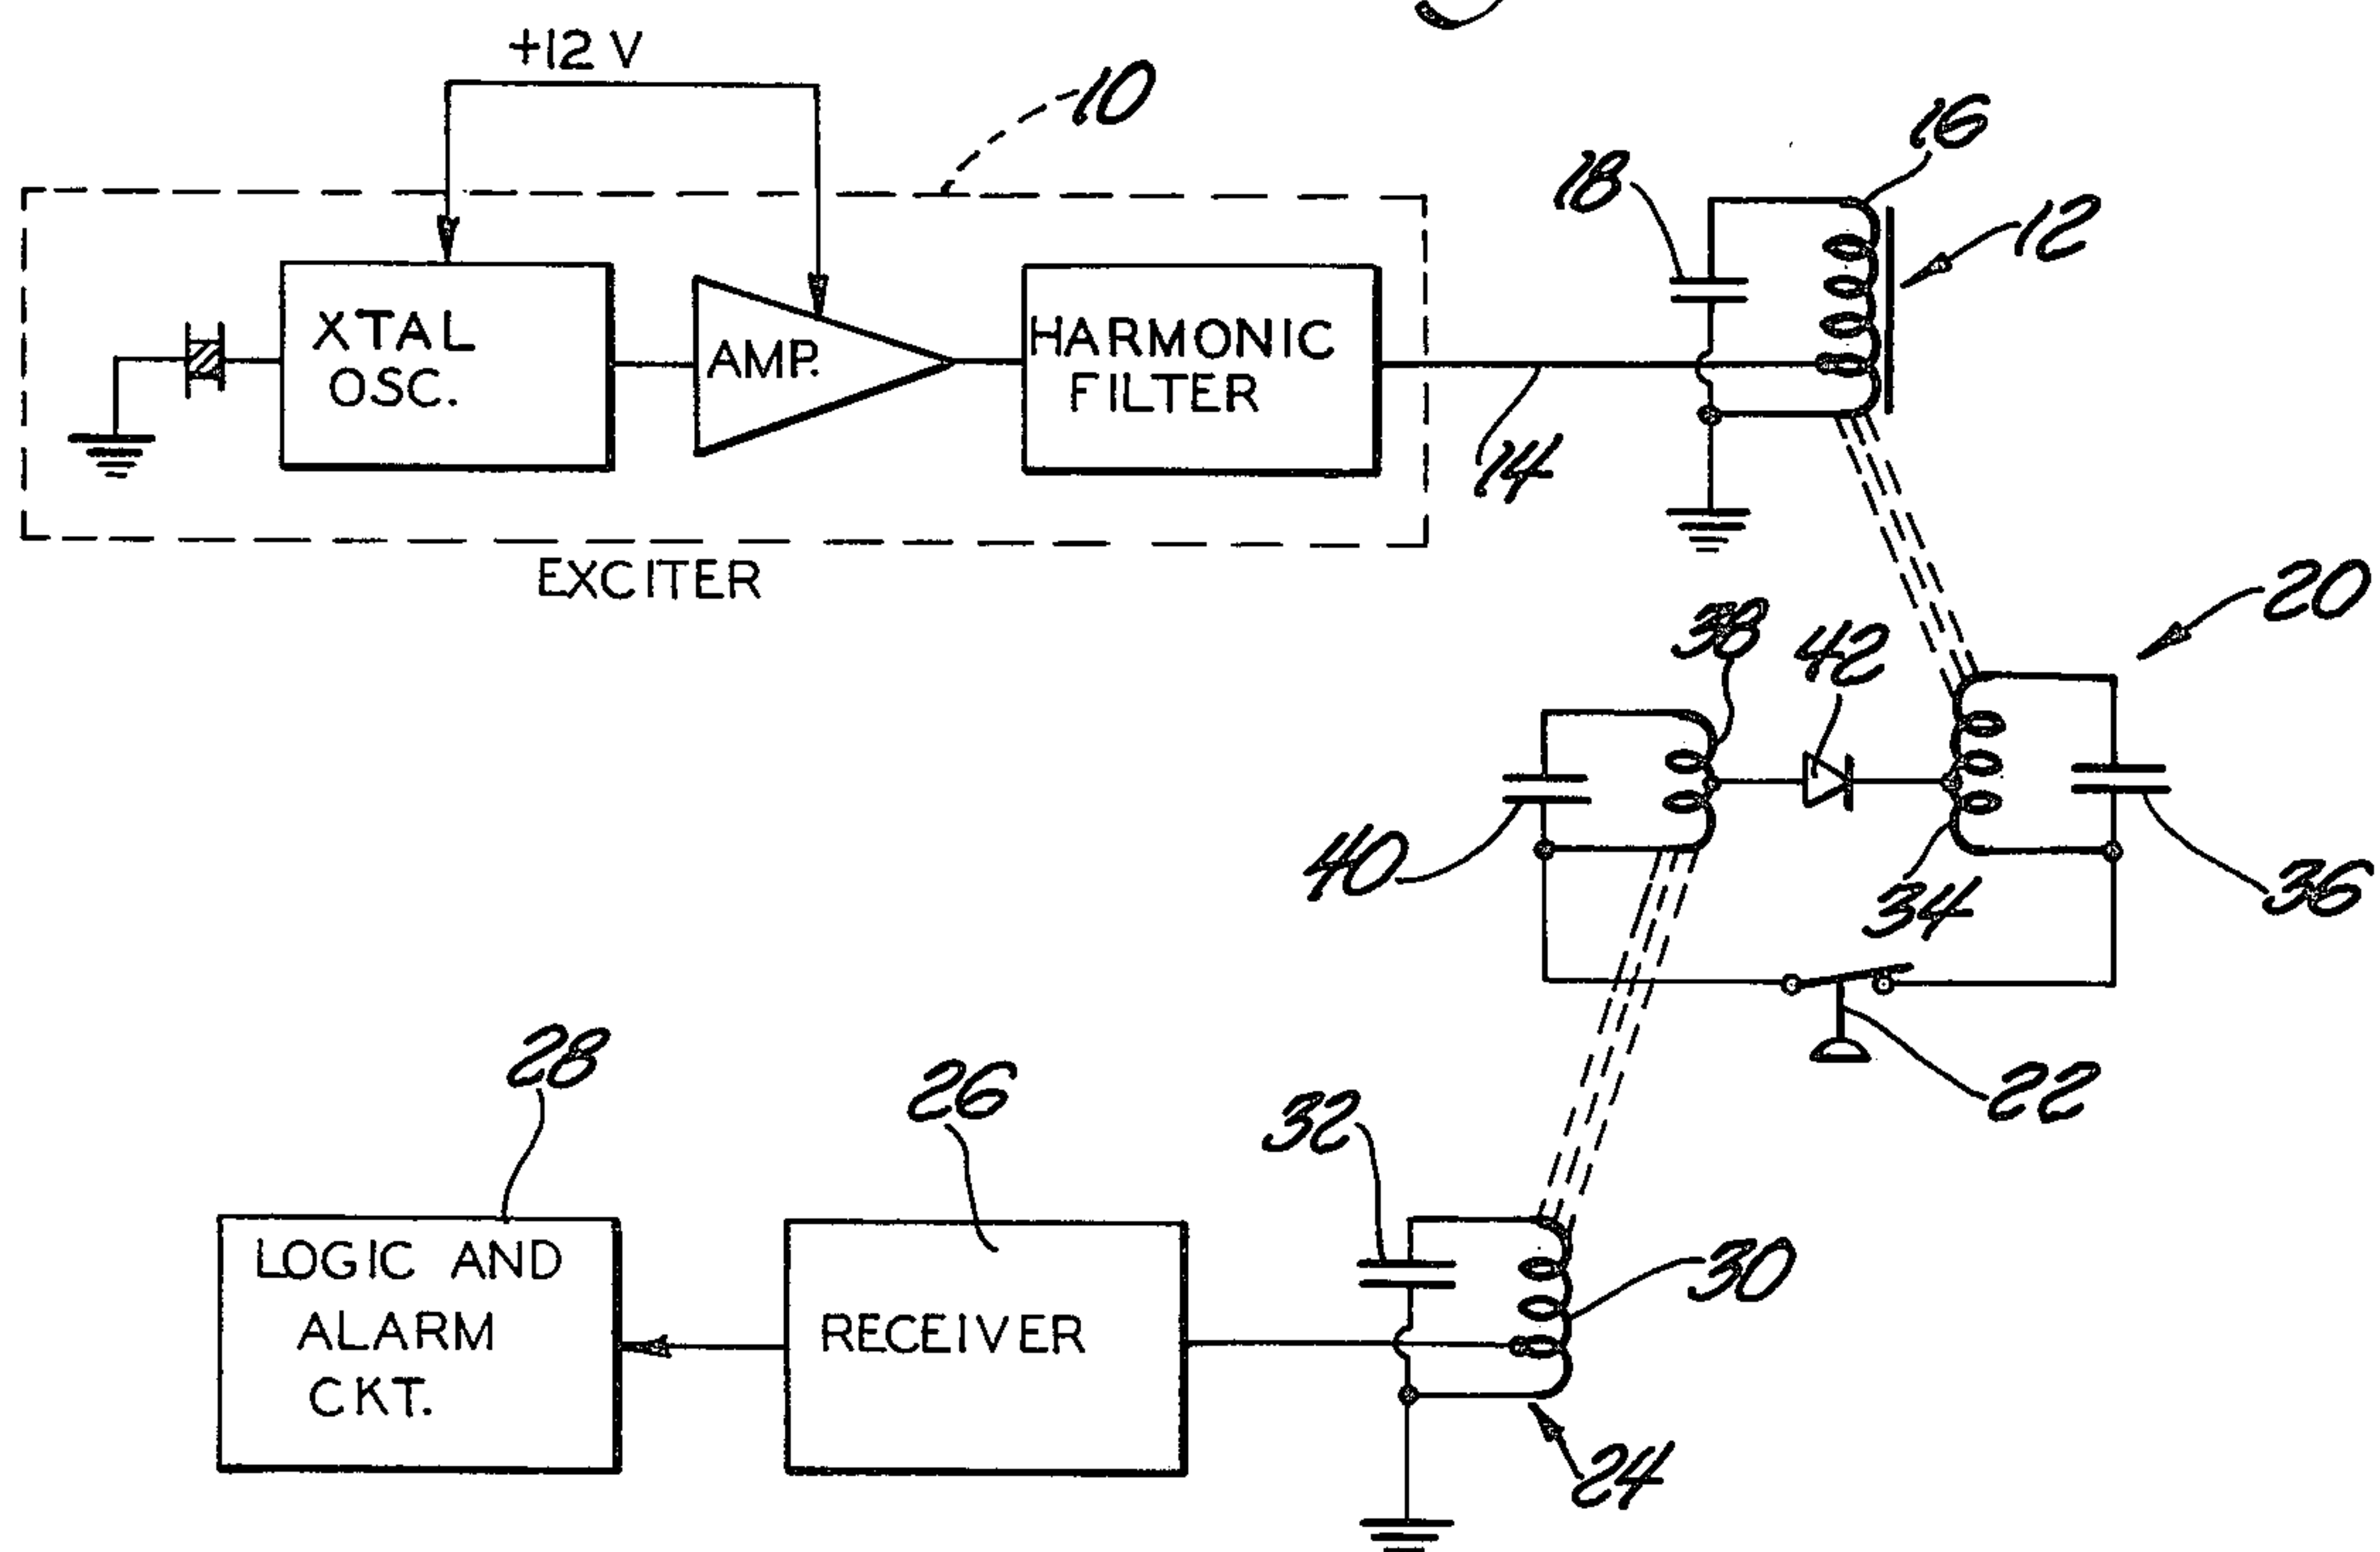 +12 V
10
16
18
12
XTAL
OSC.
AMP.
HARMONIC
FILTER
14
EXCITER
20
38
42
40
34
36
22
28
26
32
30
LOGIC AND
ALARM
CKT.
RECEIVER
24